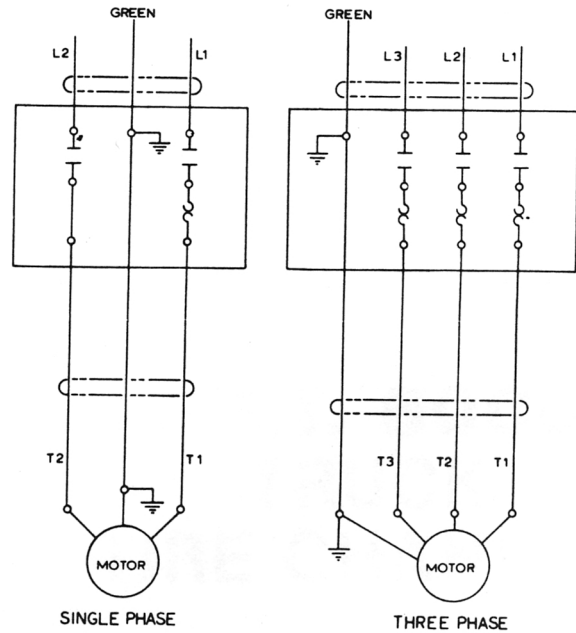 GREEN
L2
L1
T2
T1
MOTOR
SINGLE PHASE
GREEN
L3
L2
L1
T3
T2
T1
MOTOR
THREE PHASE